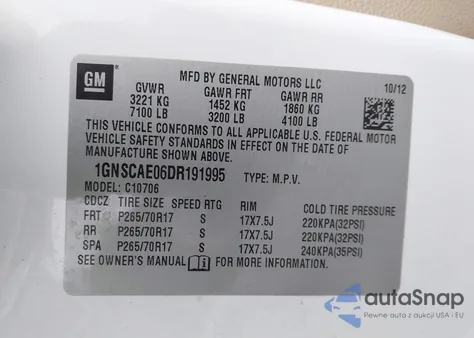 GM
MFD BY GENERAL MOTORS LLC
10/12
GVWR GAWR FRT GAWR RR
3221 KG 1452 KG 1860 KG
7100 LB 3200 LB 4100 LB
THIS VEHICLE CONFORMS TO ALL APPLICABLE U.S. FEDERAL MOTOR
VEHICLE SAFETY STANDARDS IN EFFECT ON THE DATE OF
MANUFACTURE SHOWN ABOVE.
1GNSCAE06DR191995 TYPE: M.P.V.
MODEL: C10706
CDCZ TIRE SIZE SPEED RTG RIM COLD TIRE PRESSURE
FRT P265/70R17 S 17X7.5J 220KPA(32PSI)
RR P265/70R17 S 17X7.5J 220KPA(32PSI)
SPA P265/70R17 S 17X7.5J 240KPA(35PSI)
SEE OWNER'S MANUAL FOR MORE INFORMATION.
autoSnap
Pewne auta z aukcji USA i EU